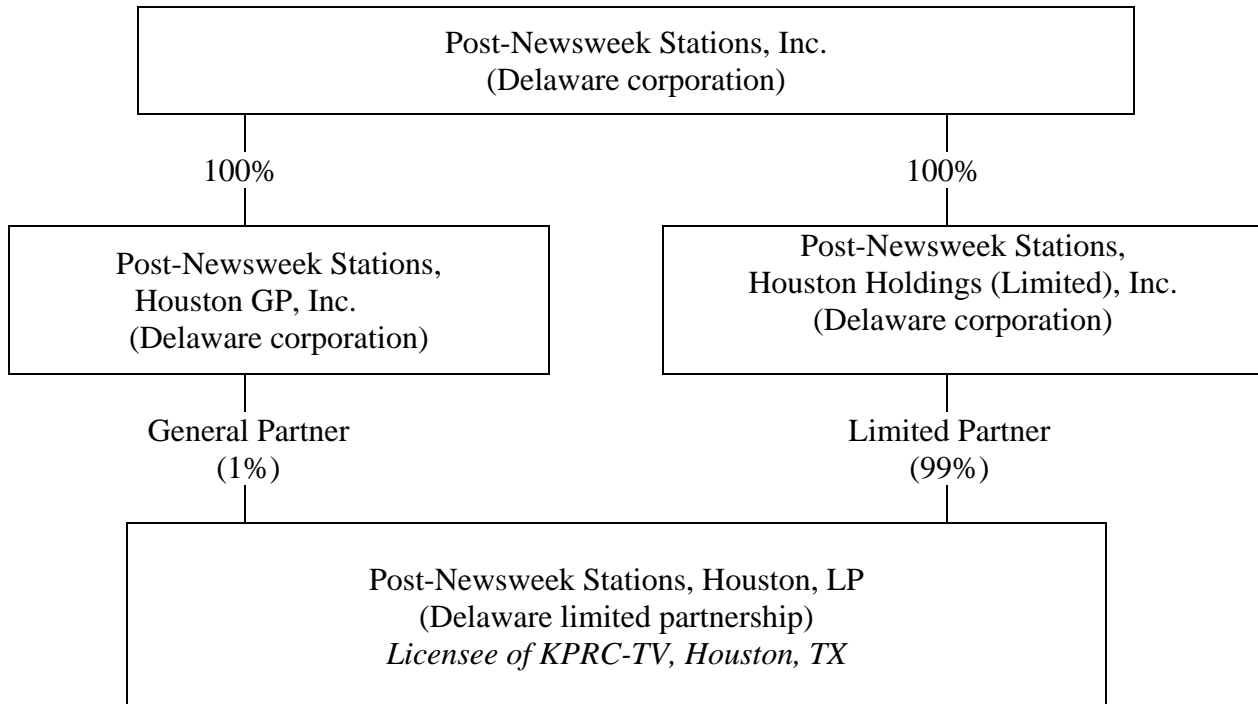 Post-Newsweek Stations, Inc.
(Delaware corporation)
100%
100%
Post-Newsweek Stations,
Houston GP, Inc.
(Delaware corporation)
Post-Newsweek Stations,
Houston Holdings (Limited), Inc.
(Delaware corporation)
General Partner
(1%)
Limited Partner
(99%)
Post-Newsweek Stations, Houston, LP
(Delaware limited partnership)
Licensee of KPRC-TV, Houston, TX